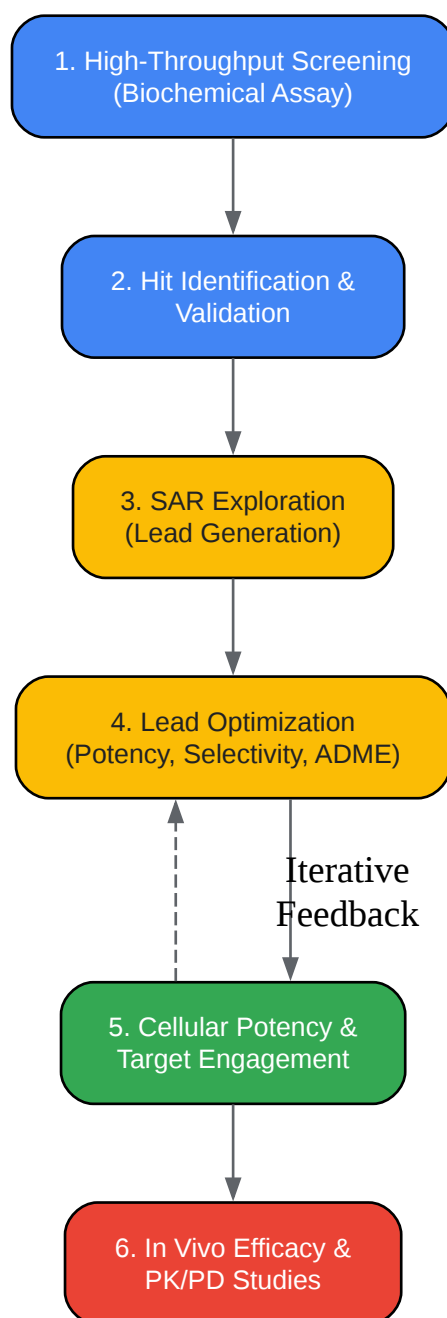 1. High-Throughput Screening
(Biochemical Assay)
2. Hit Identification &
Validation
3. SAR Exploration
(Lead Generation)
4. Lead Optimization
(Potency, Selectivity, ADME)
Iterative
Feedback
5. Cellular Potency &
Target Engagement
6. In Vivo Efficacy &
PK/PD Studies